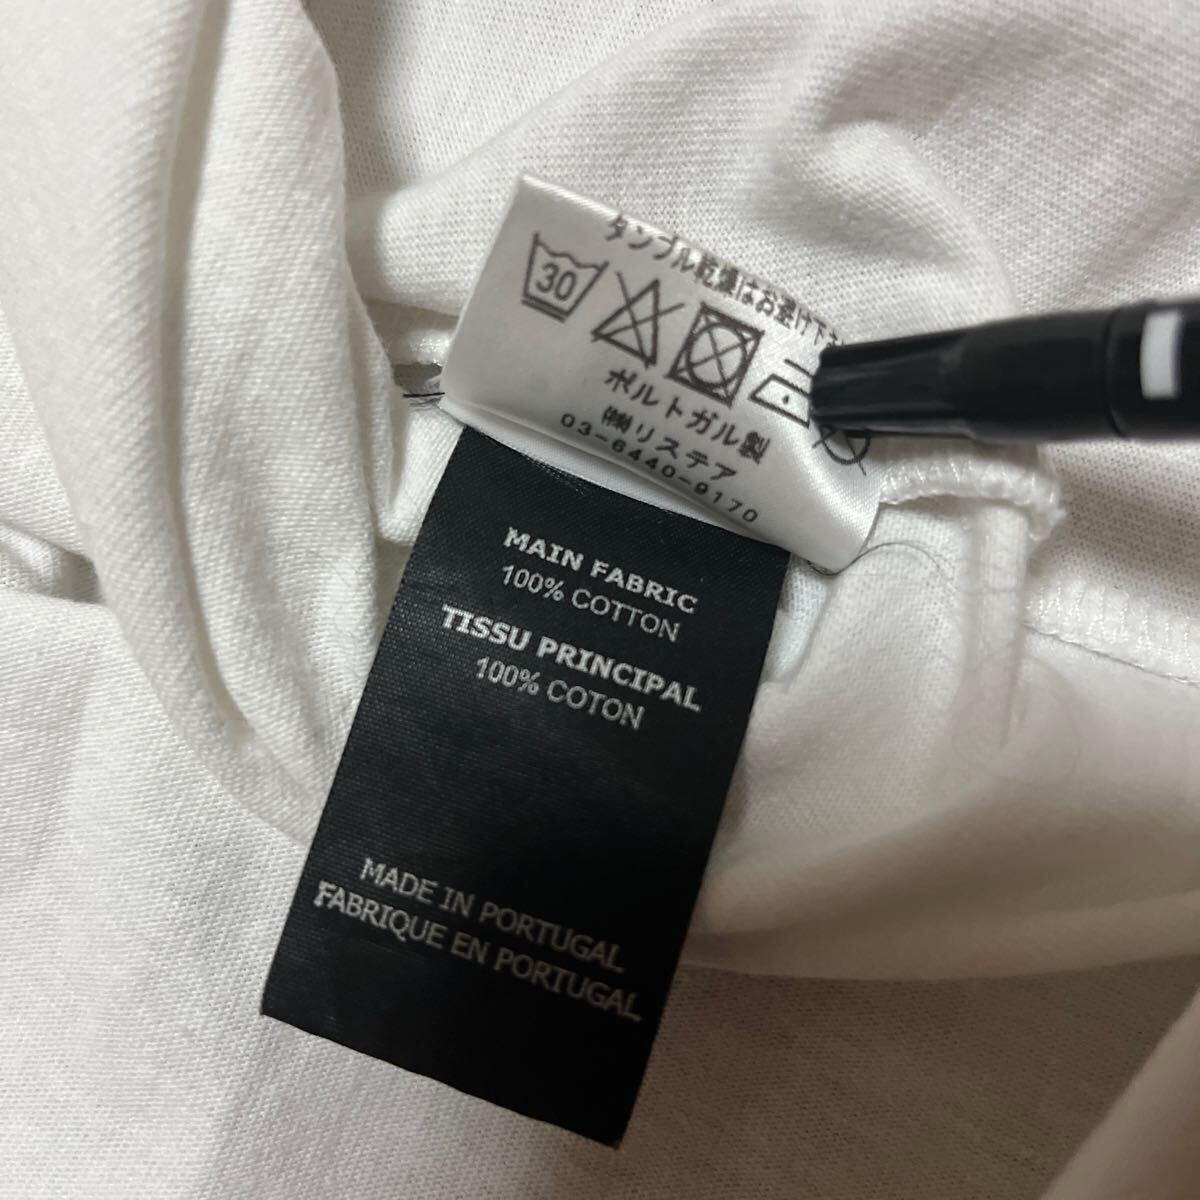 タンブル乾燥はお避け下さ
30
ポルトガル製
㈱リステア
03-6440-9170
MAIN FABRIC
100% COTTON
TISSU PRINCIPAL
100% COTON
MADE IN PORTUGAL
FABRIQUE EN PORTUGAL